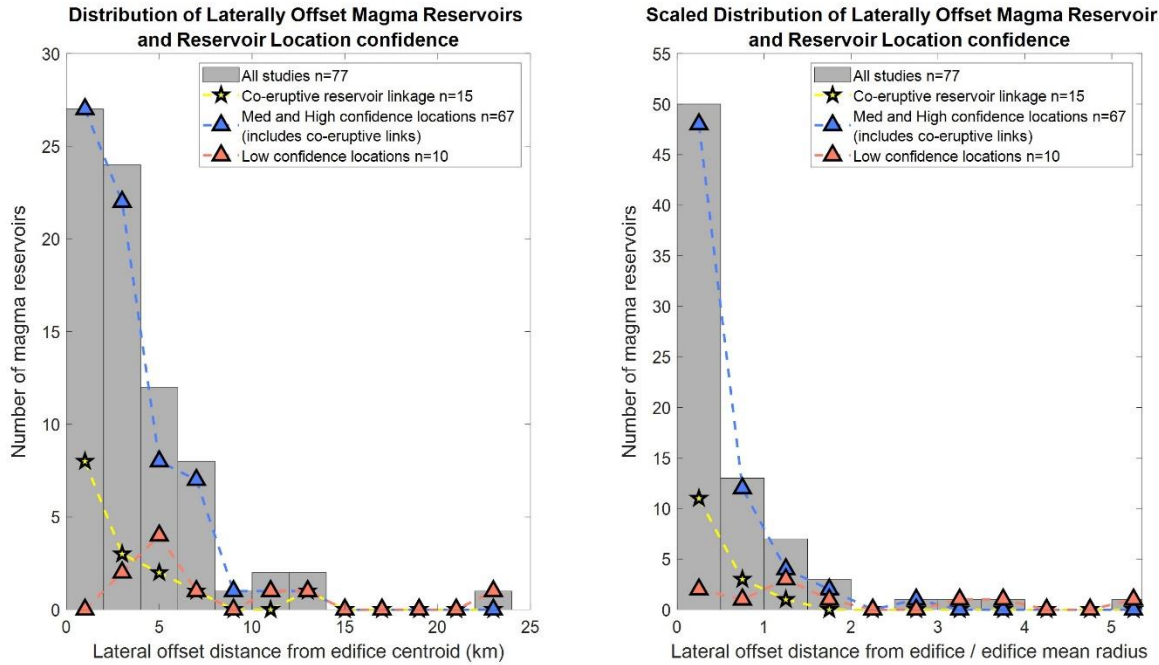 Distribution of Laterally Offset Magma Reservoirs
and Reservoir Location confidence
30
25
20
15
10
5
0
0 5 10 15 20 25
Number of magma reservoirs
Lateral offset distance from edifice centroid (km)
All studies n=77
Co-eruptive reservoir linkage n=15
Med and High confidence locations n=67
(includes co-eruptive links)
Low confidence locations n=10
Scaled Distribution of Laterally Offset Magma Reservoir
and Reservoir Location confidence
55
50
45
40
35
30
25
20
15
10
5
0
0 1 2 3 4 5
Number of magma reservoirs
Lateral offset distance from edifice / edifice mean radius
All studies n=77
Co-eruptive reservoir linkage n=15
Med and High confidence locations n=67
(includes co-eruptive links)
Low confidence locations n=10